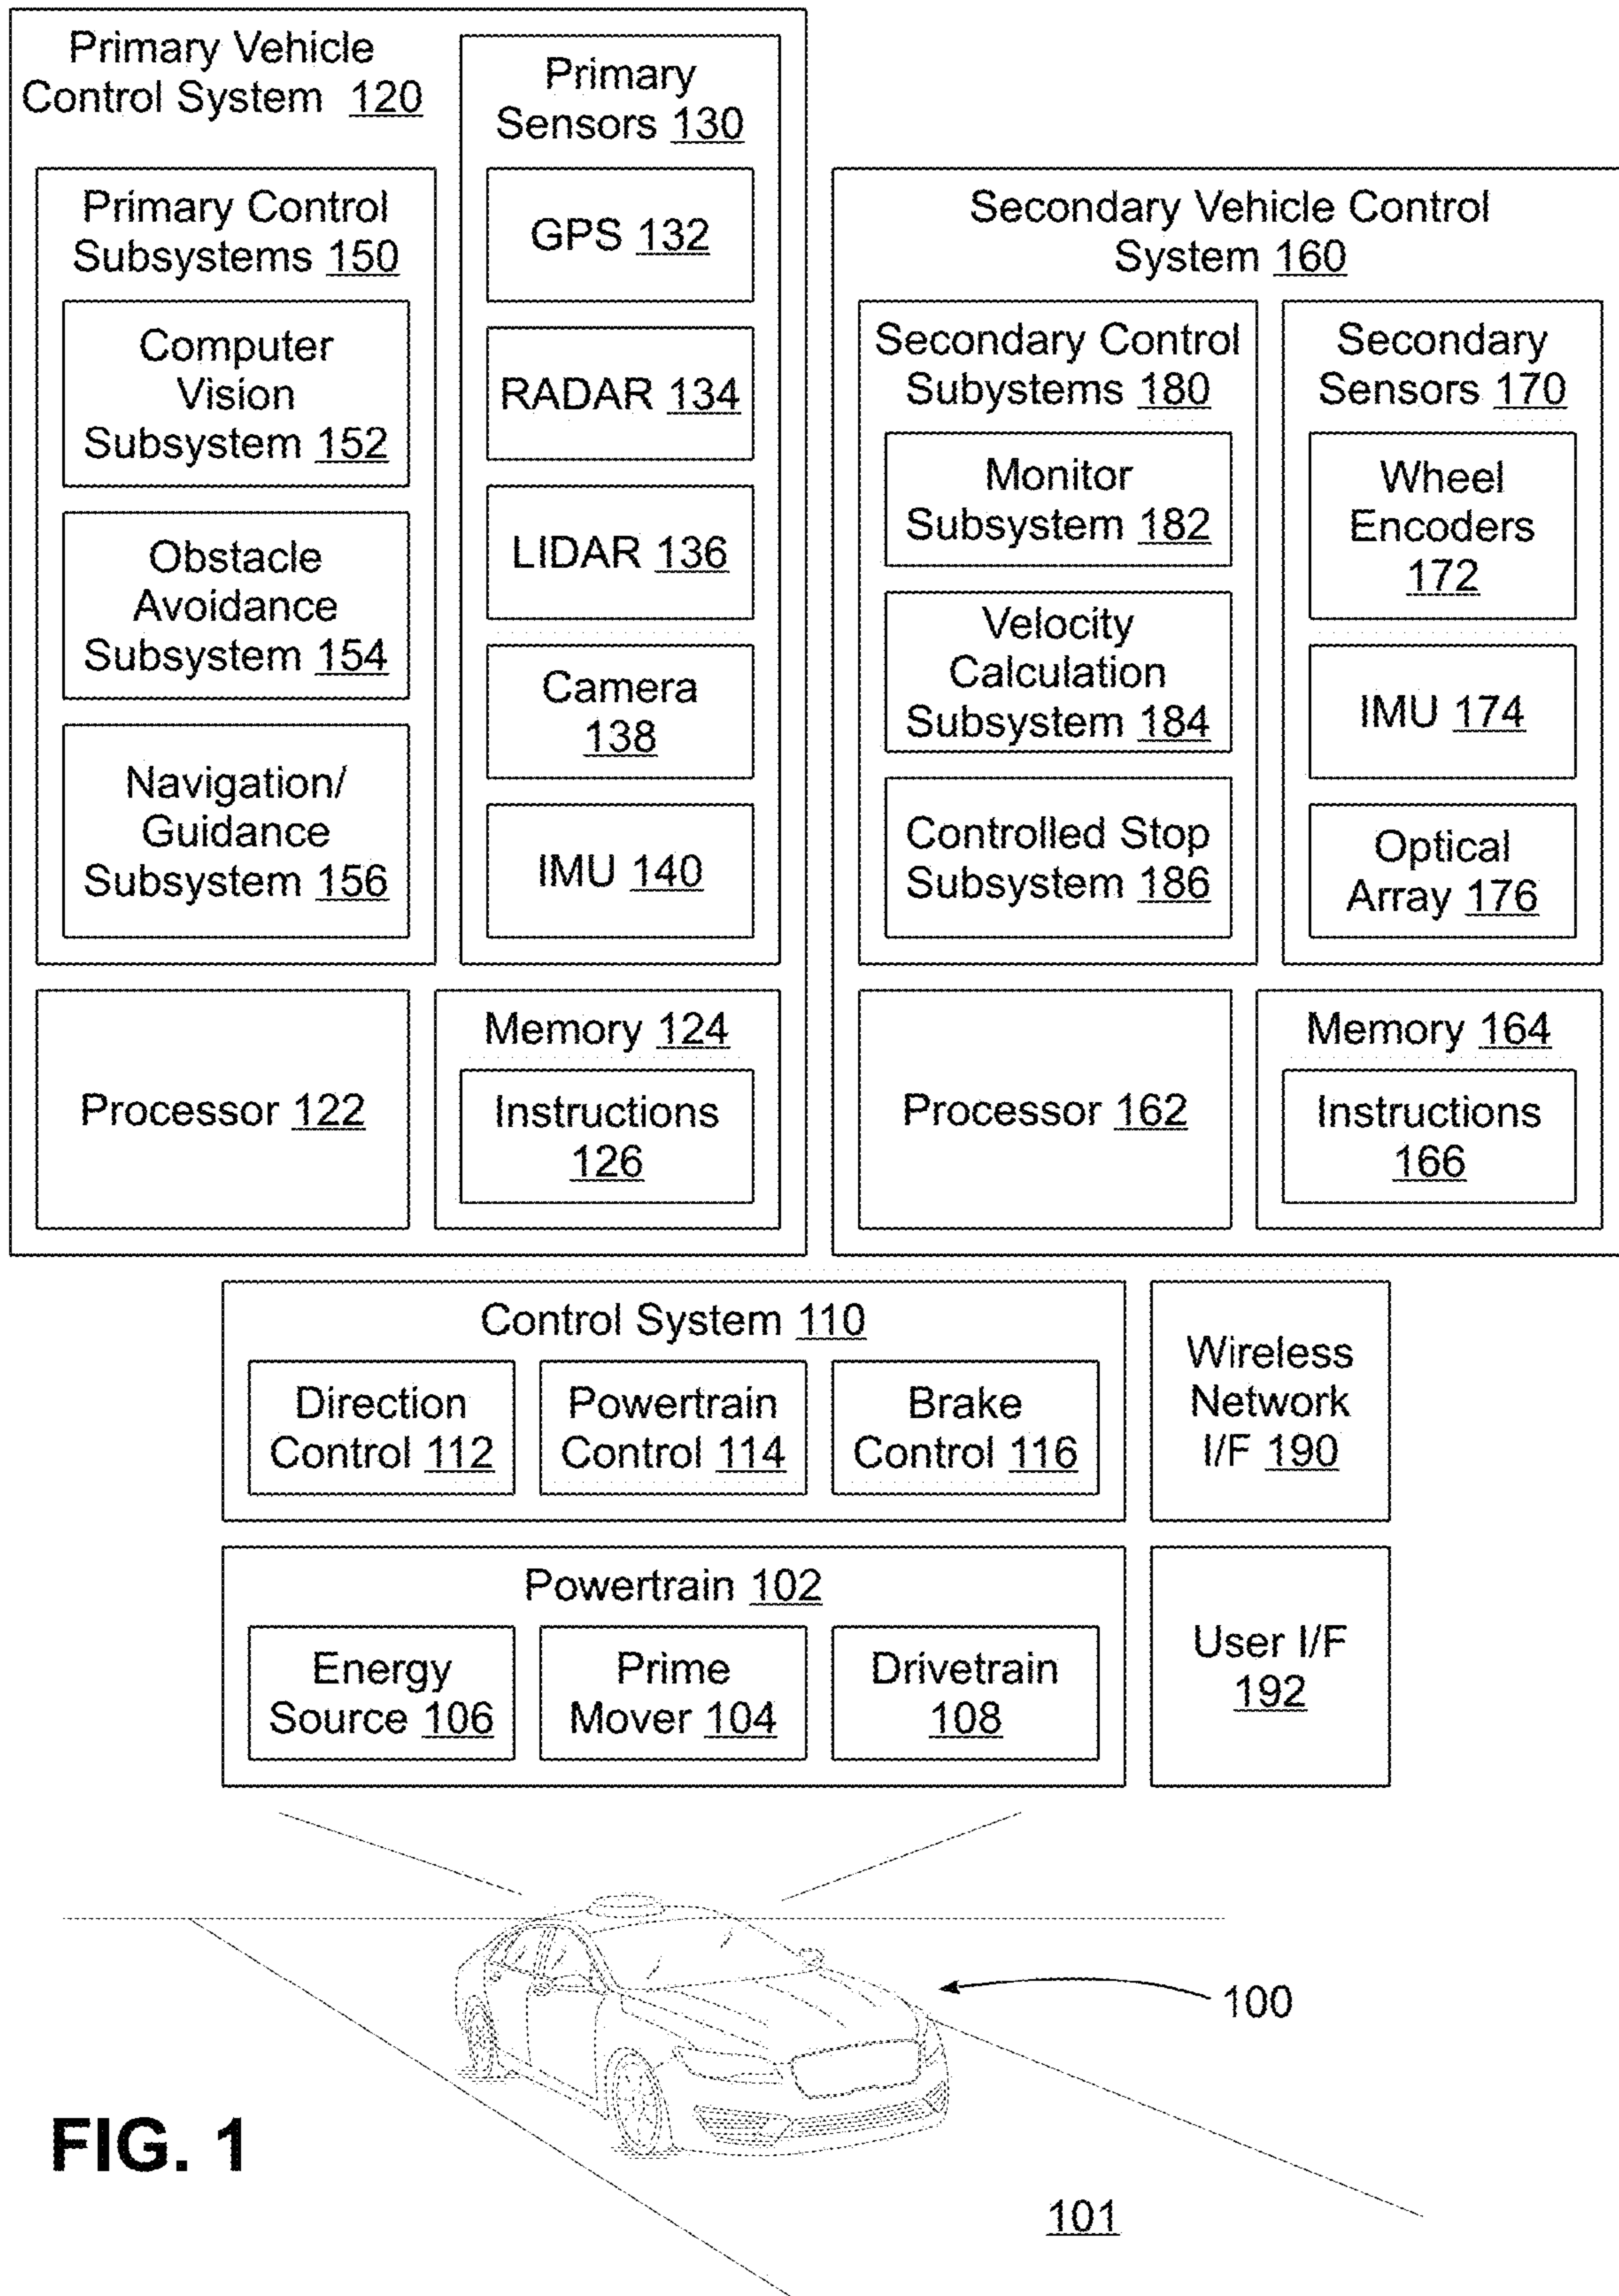 Primary Vehicle
Control System 120
Primary Control
Subsystems 150
Computer
Vision
Subsystem 152
Obstacle
Avoidance
Subsystem 154
Navigation/
Guidance
Subsystem 156
Primary
Sensors 130
GPS 132
RADAR 134
LIDAR 136
Camera
138
IMU 140
Processor 122
Memory 124
Instructions
126
Secondary Vehicle Control
System 160
Secondary Control
Subystems 180
Monitor
Subsystem 182
Velocity
Calculation
Subsystem 184
Controlled Stop
Subsystem 186
Secondary
Sensors 170
Wheel
Encoders
172
IMU 174
Optical
Array 176
Processor 162
Memory 164
Instructions
166
Control System 110
Direction
Control 112
Powertrain
Control 114
Brake
Control 116
Wireless
Network
I/F 190
Powertrain 102
Energy
Source 106
Prime
Mover 104
Drivetrain
108
User I/F
192
100
FIG. 1
101